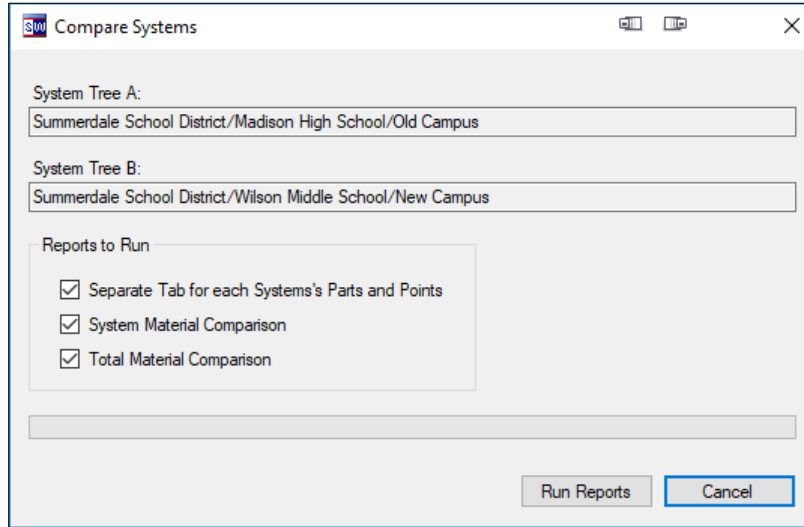 SW Compare Systems
System Tree A:
Summerdale School District/Madison High School/Old Campus
System Tree B:
Summerdale School District/Wilson Middle School/New Campus
Reports to Run
Separate Tab for each Systems's Parts and Points
System Material Comparison
Total Material Comparison
Run Reports Cancel